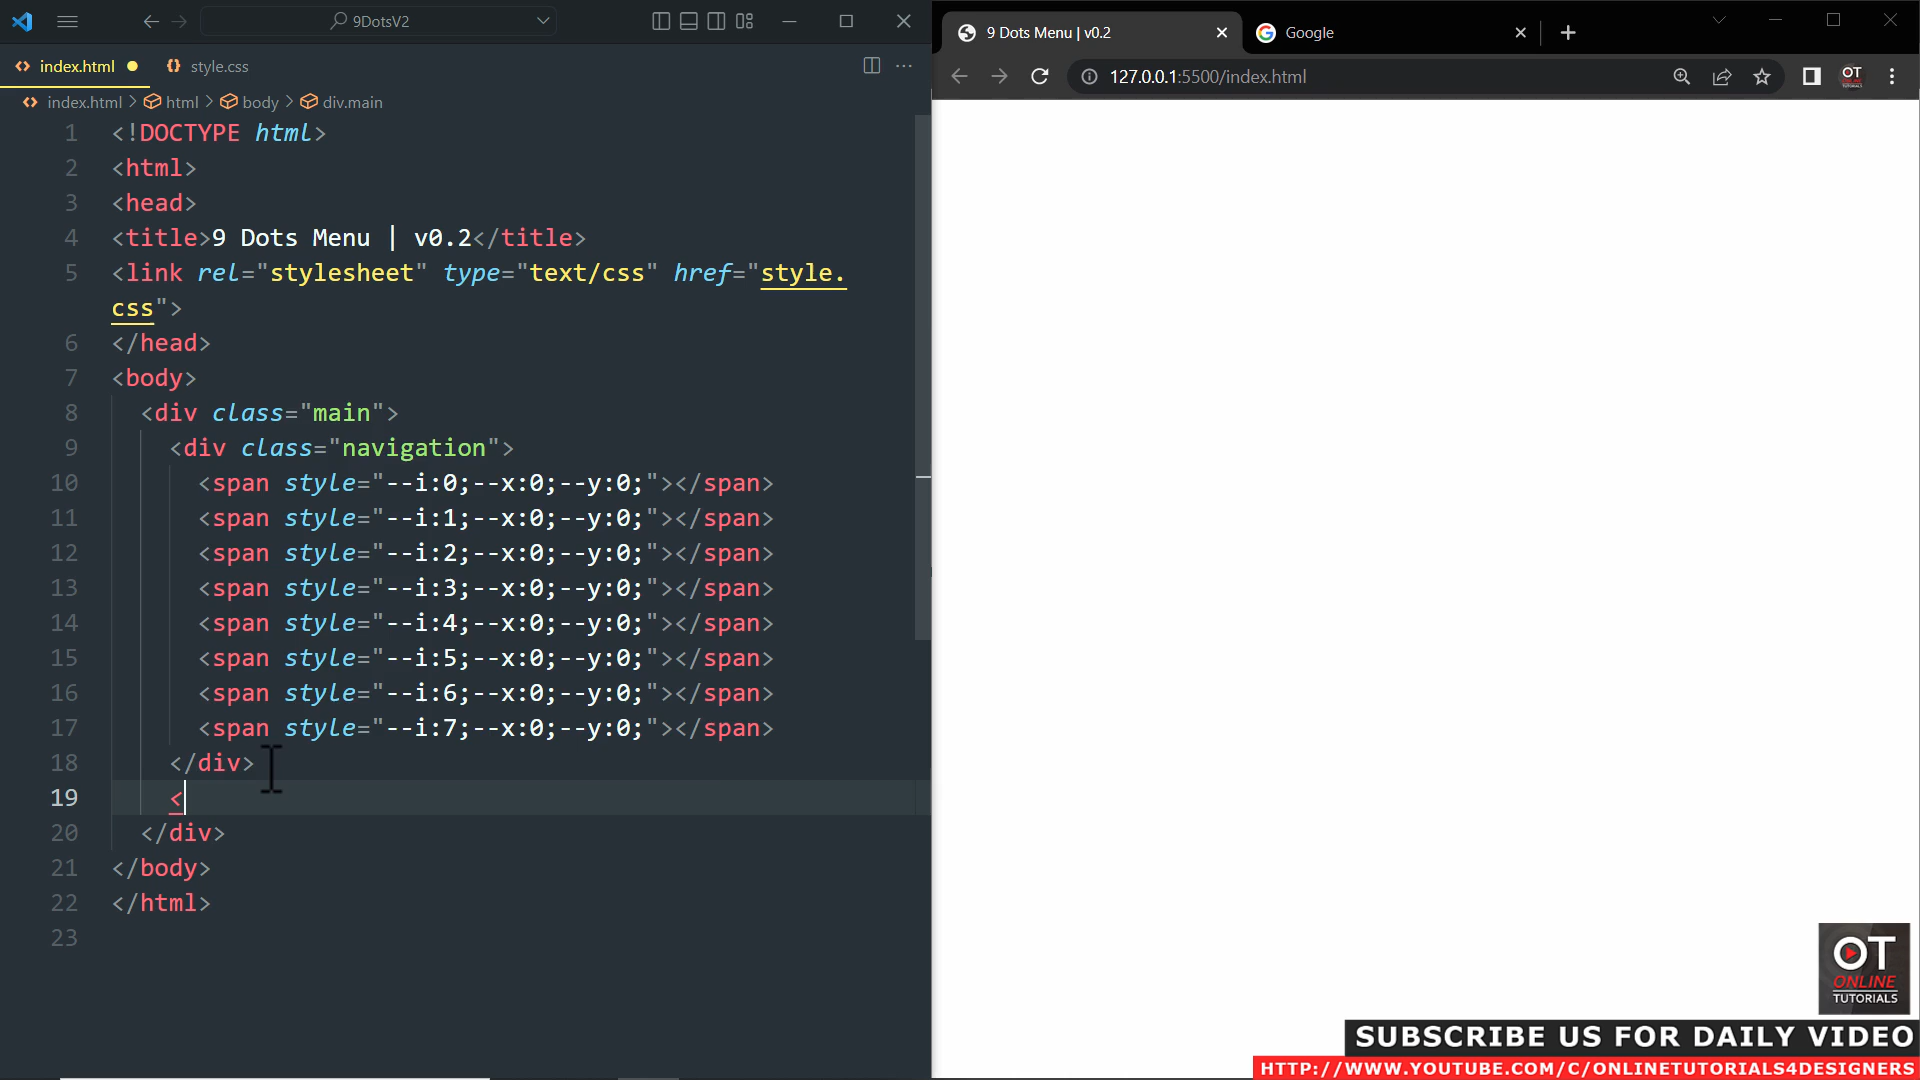 9DotsV2
index.html
style.css
index.html > html > body > div.main
1 <!DOCTYPE html>
2 <html>
3 <head>
4 <title>9 Dots Menu | v0.2</title>
5 <link rel="stylesheet" type="text/css" href="style.
css">
6 </head>
7 <body>
8 <div class="main">
9 <div class="navigation">
10 <span style="--i:0;--x:0;--y:0;"></span>
11 <span style="--i:1;--x:0;--y:0;"></span>
12 <span style="--i:2;--x:0;--y:0;"></span>
13 <span style="--i:3;--x:0;--y:0;"></span>
14 <span style="--i:4;--x:0;--y:0;"></span>
15 <span style="--i:5;--x:0;--y:0;"></span>
16 <span style="--i:6;--x:0;--y:0;"></span>
17 <span style="--i:7;--x:0;--y:0;"></span>
18 </div>
19 <
20 </div>
21 </body>
22 </html>
23
9 Dots Menu | v0.2
Google
127.0.0.1:5500/index.html
OT
OT
ONLINE
TUTORIALS
SUBSCRIBE US FOR DAILY VIDEO
HTTP://WWW.YOUTUBE.COM/C/ONLINETUTORIALS4DESIGNERS